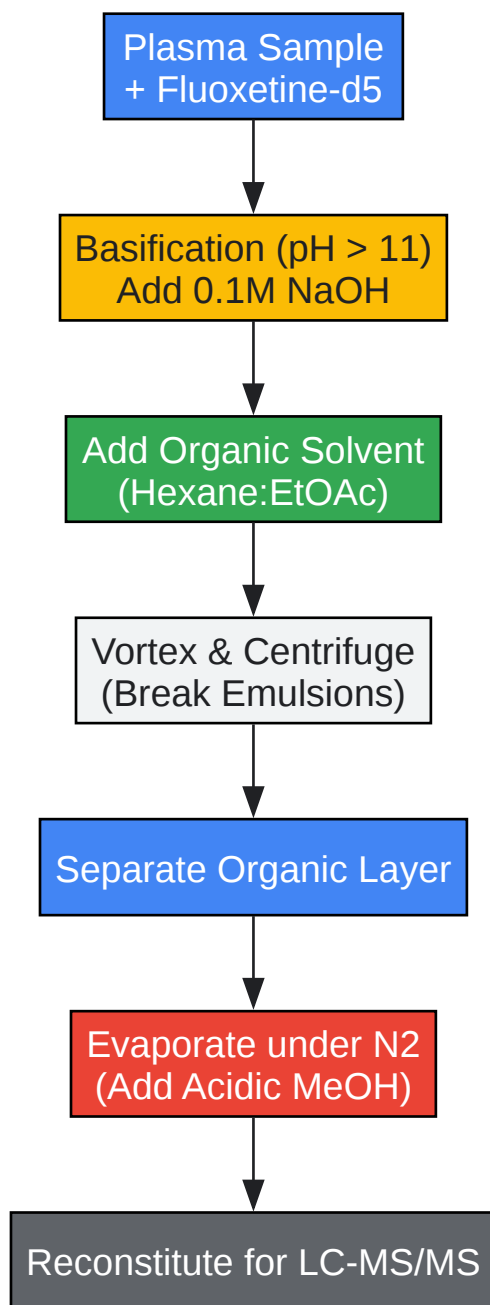 Plasma Sample
+ Fluoxetine-d5
Basification (pH > 11)
Add 0.1M NaOH
Add Organic Solvent
(Hexane:EtOAc)
Vortex & Centrifuge
(Break Emulsions)
Separate Organic Layer
Evaporate under N2
(Add Acidic MeOH)
Reconstitute for LC-MS/MS